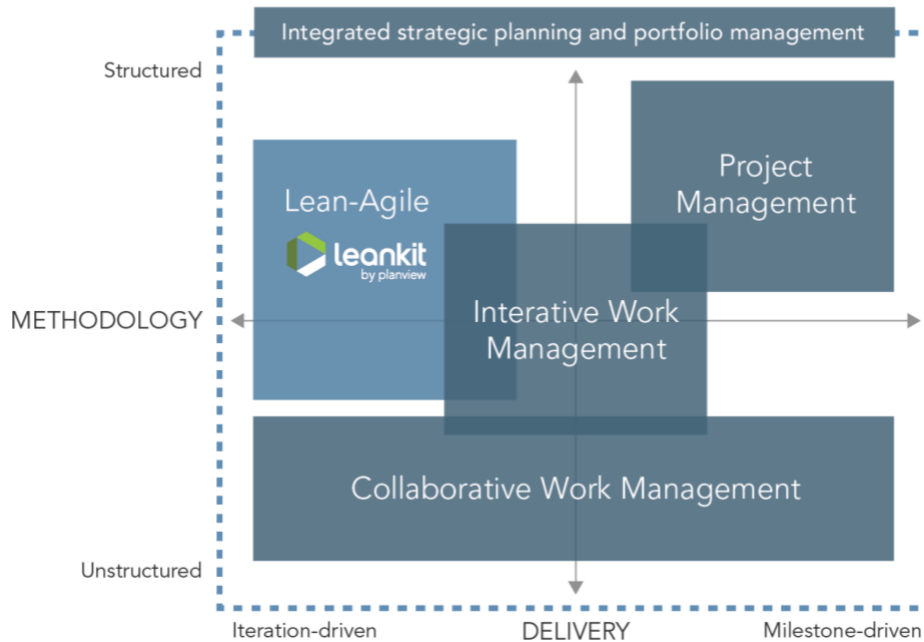 Integrated strategic planning and portfolio management
Structured
Project
Management
Lean-Agile
leankit
by planview
METHODOLOGY
Interative Work
Management
Collaborative Work Management
Unstructured
Iteration-driven
DELIVERY
Milestone-driven